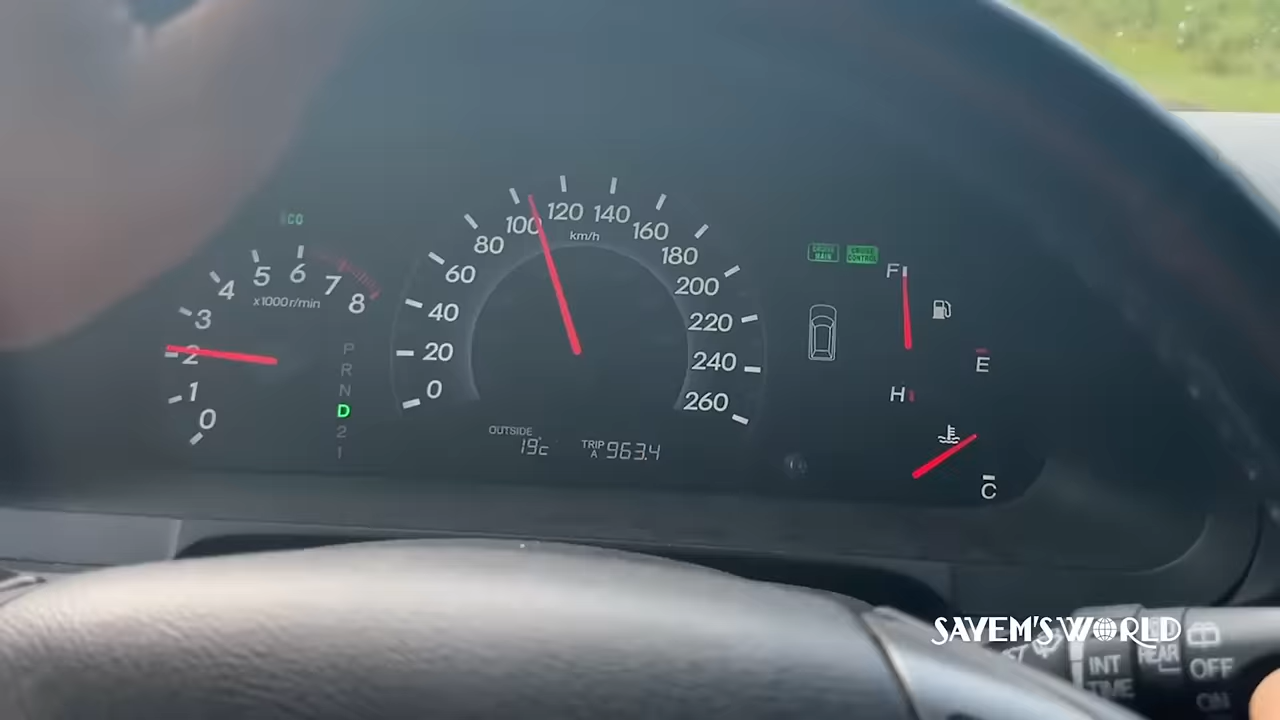 ECO
x1000r/min
0
1
2
3
4
5
6
7
8
P
R
N
D
2
1
km/h
0
20
40
60
80
100
120
140
160
180
200
220
240
260
OUTSIDE
19°C
TRIP A 963.4
CRUISE MAIN
CRUISE CONTROL
F
E
H
C
SAYEM'S WORLD
INT
TIME
REAR
OFF
ON